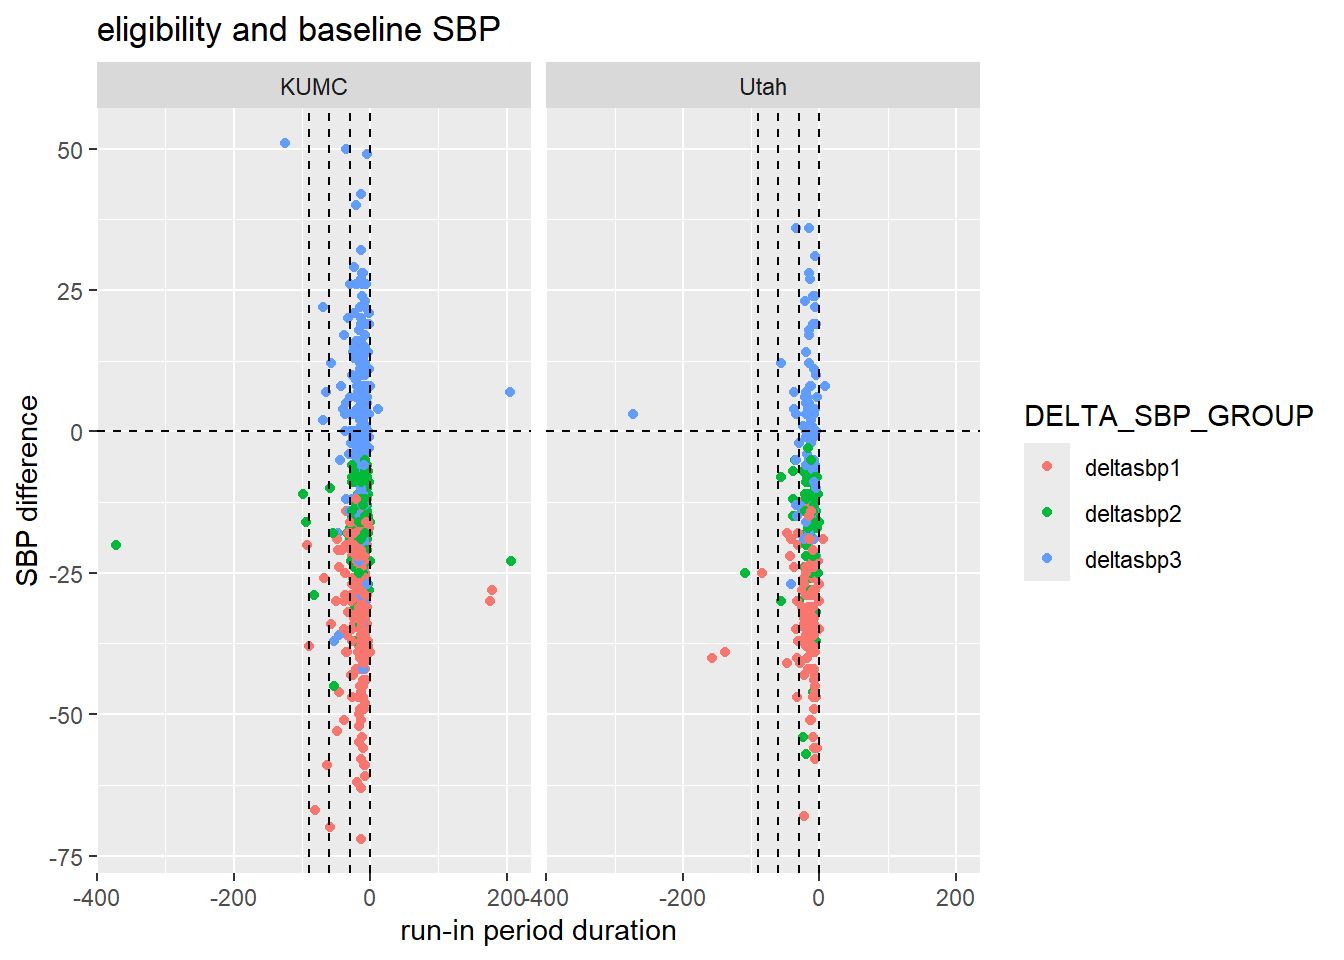 eligibility and baseline SBP
KUMC
Utah
50
25
0
-25
-50
-75
SBP difference
-400
-200
0
200
-400
-200
0
200
run-in period duration
DELTA_SBP_GROUP
deltasbp1
deltasbp2
deltasbp3